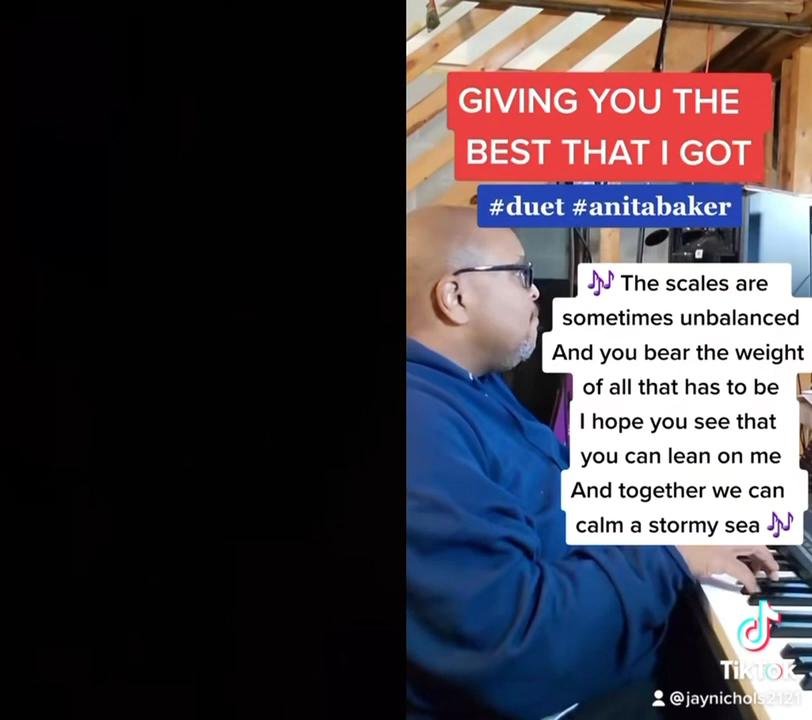 GIVING YOU THE
BEST THAT I GOT
#duet #anitabaker
🎶 The scales are
sometimes unbalanced
And you bear the weight
of all that has to be
I hope you see that
you can lean on me
And together we can
calm a stormy sea 🎶
TikTok
@jaynichols2121